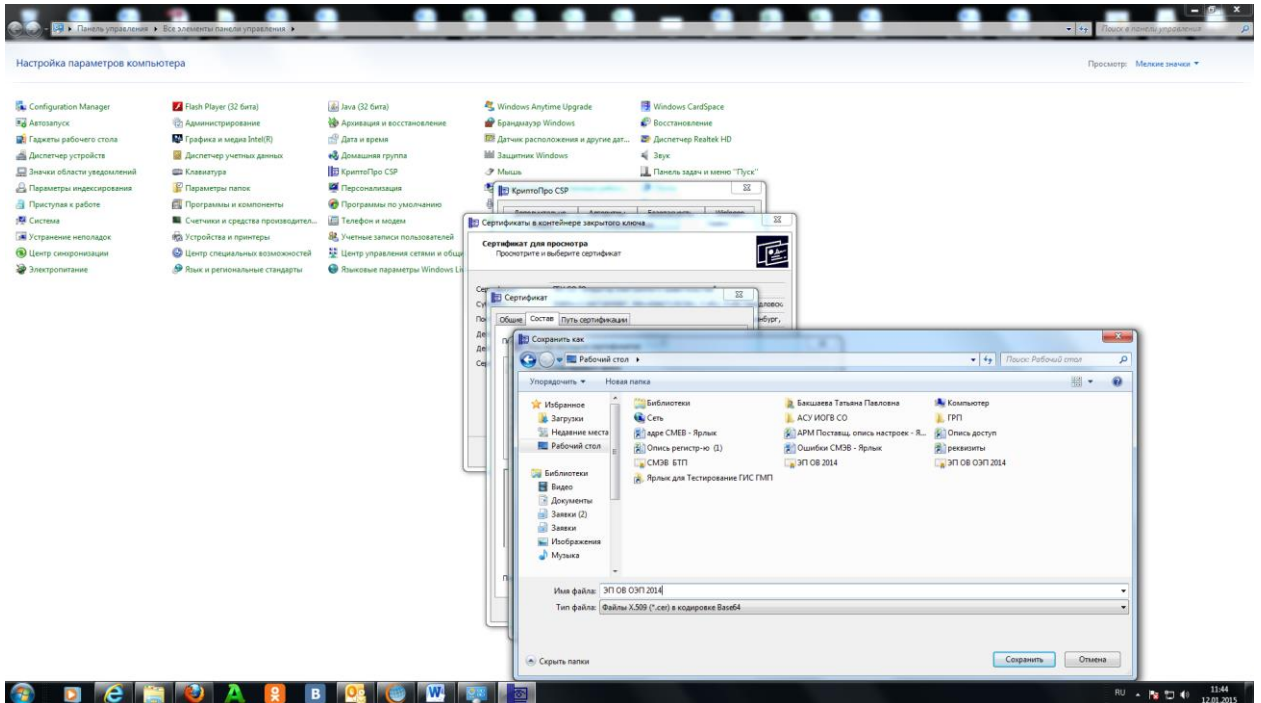 Панель управления ▸ Все элементы панели управления ▸
Поиск в панели управления
Настройка параметров компьютера
Просмотр: Мелкие значки
Configuration Manager
Flash Player (32 бита)
Java (32 бита)
Windows Anytime Upgrade
Windows CardSpace
Автозапуск
Администрирование
Архивация и восстановление
Брандмауэр Windows
Восстановление
Гаджеты рабочего стола
Графика и медиа Intel(R)
Дата и время
Датчик расположения и другие дат...
Диспетчер Realtek HD
Диспетчер устройств
Диспетчер учетных данных
Домашняя группа
Защитник Windows
Звук
Значки области уведомлений
Клавиатура
КриптоПро CSP
Мышь
Панель задач и меню "Пуск"
Параметры индексирования
Параметры папок
Персонализация
Приступая к работе
Программы и компоненты
Программы по умолчанию
Система
Счетчики и средства производител...
Телефон и модем
Устранение неполадок
Устройства и принтеры
Учетные записи пользователей
Центр синхронизации
Центр специальных возможностей
Центр управления сетями и общи
Электропитание
Язык и региональные стандарты
Языковые параметры Windows Li
КриптоПро CSP
Сертификаты в контейнере закрытого ключа
Сертификат для просмотра
Просмотрите и выберите сертификат
Сертификат
Общие
Состав
Путь сертификации
Сохранить как
Рабочий стол ▸
Поиск: Рабочий стол
Упорядочить
Новая папка
Избранное
Загрузки
Недавние места
Рабочий стол
Библиотеки
Видео
Документы
Заявки (2)
Заявки
Изображения
Музыка
Библиотеки
Бакшаева Татьяна Павловна
Компьютер
Сеть
АСУ ИОГВ СО
ГРП
адре СМЕВ - Ярлык
АРМ Поставщ, опись настроек - Я...
Опись доступ
Опись регистр-ю (1)
Ошибки СМЭВ - Ярлык
реквизиты
СМЭВ БТП
ЭП ОВ 2014
ЭП ОВ ОЭП 2014
Ярлык для Тестирование ГИС ГМП
Имя файла: ЭП ОВ ОЭП 2014
Тип файла: Файлы X.509 (*.cer) в кодировке Base64
Скрыть папки
Сохранить
Отмена
RU
11:44
12.01.2015